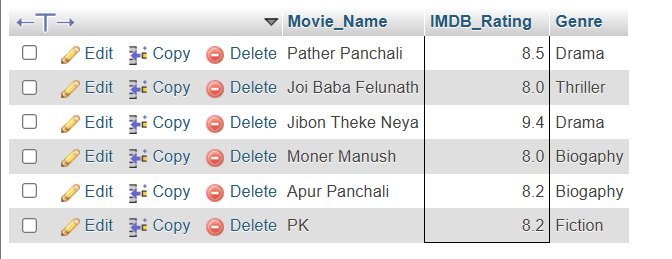 Movie_Name IMDB_Rating Genre
Edit Copy Delete Pather Panchali 8.5 Drama
Edit Copy Delete Joi Baba Felunath 8.0 Thriller
Edit Copy Delete Jibon Theke Neya 9.4 Drama
Edit Copy Delete Moner Manush 8.0 Biogaphy
Edit Copy Delete Apur Panchali 8.2 Biogaphy
Edit Copy Delete PK 8.2 Fiction